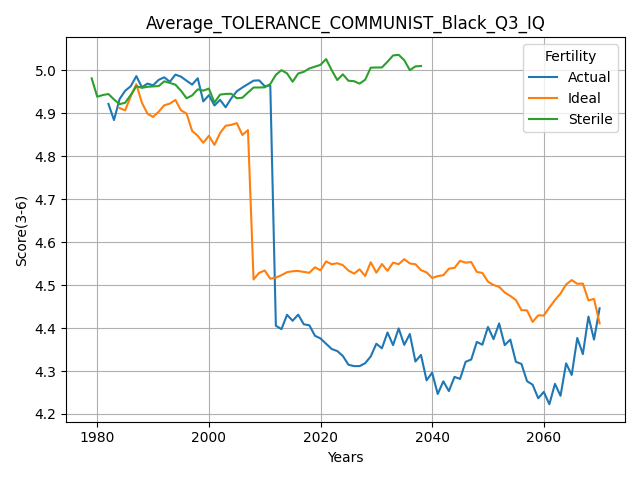 Average_TOLERANCE_COMMUNIST_Black_Q3_IQ
Score(3-6)
5.0
4.9
4.8
4.7
4.6
4.5
4.4
4.3
4.2
Fertility
Actual
Ideal
Sterile
1980 2000 2020 2040 2060
Years